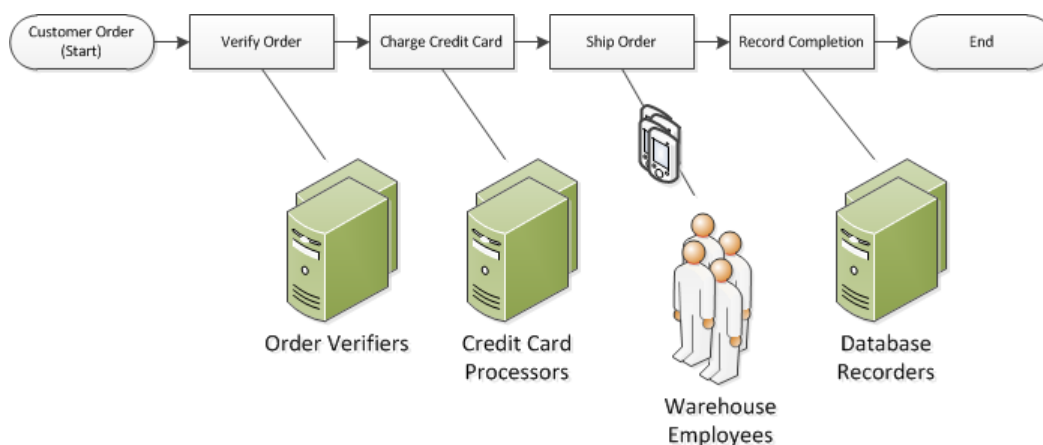 Customer Order
(Start)
Verify Order
Charge Credit Card
Ship Order
Record Completion
End
Order Verifiers
Credit Card
Processors
Warehouse
Employees
Database
Recorders